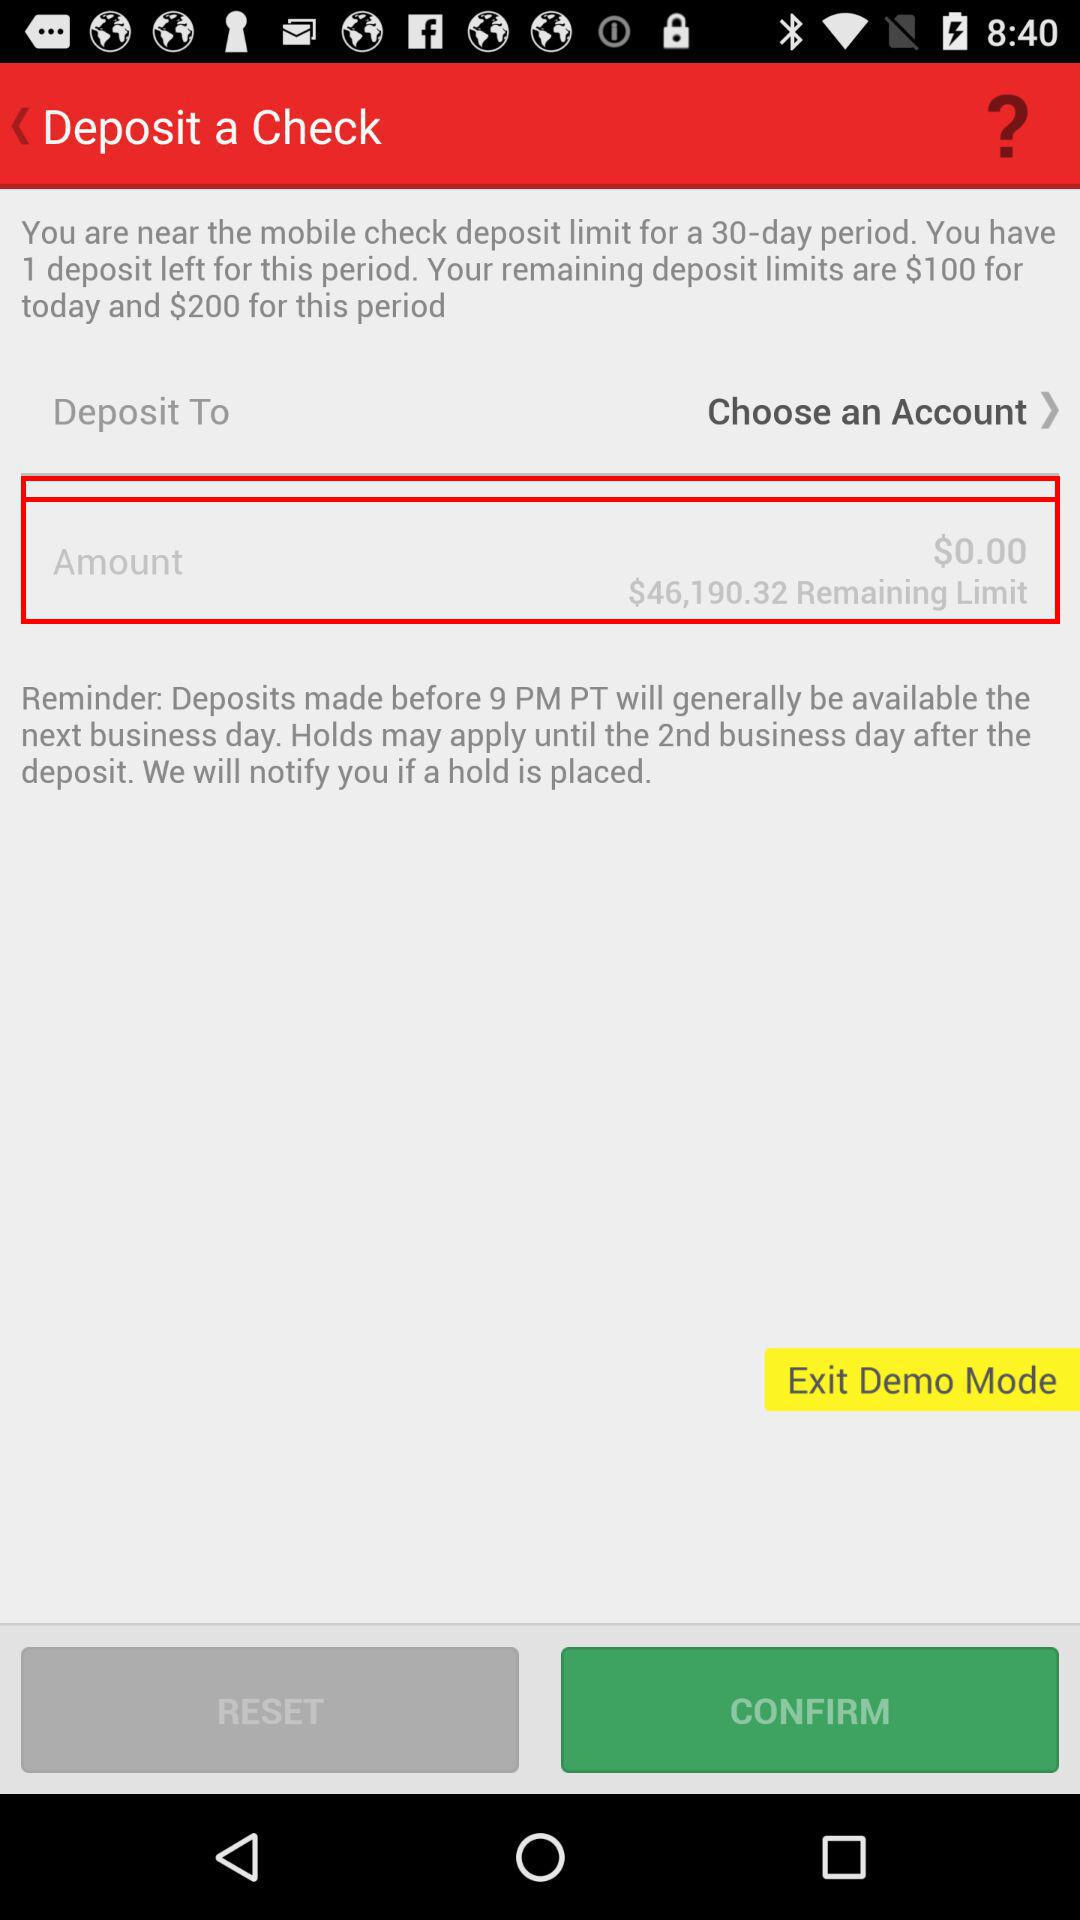 8:40
Deposit a Check ?
You are near the mobile check deposit limit for a 30-day period. You have
1 deposit left for this period. Your remaining deposit limits are $100 for
today and $200 for this period
Deposit To Choose an Account
Amount $0.00
$46,190.32 Remaining Limit
Reminder: Deposits made before 9 PM PT will generally be available the
next business day. Holds may apply until the 2nd business day after the
deposit. We will notify you if a hold is placed.
Exit Demo Mode
RESET CONFIRM